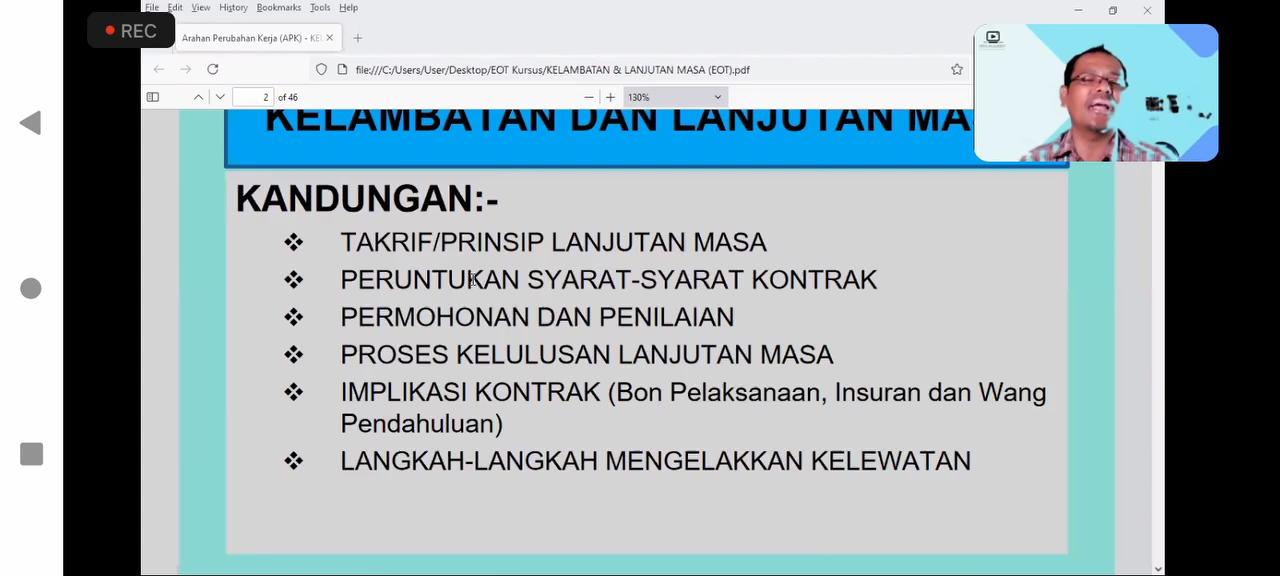 File Edit View History Bookmarks Tools Help
REC
Arahan Perubahan Kerja (APK) - KE
file:///C:/Users/User/Desktop/EOT Kursus/KELAMBATAN & LANJUTAN MASA (EOT).pdf
2 of 46
130%
KELAMBATAN DAN LANJUTAN MAS
KANDUNGAN:-
❖ TAKRIF/PRINSIP LANJUTAN MASA
❖ PERUNTUKAN SYARAT-SYARAT KONTRAK
❖ PERMOHONAN DAN PENILAIAN
❖ PROSES KELULUSAN LANJUTAN MASA
❖ IMPLIKASI KONTRAK (Bon Pelaksanaan, Insuran dan Wang
Pendahuluan)
❖ LANGKAH-LANGKAH MENGELAKKAN KELEWATAN